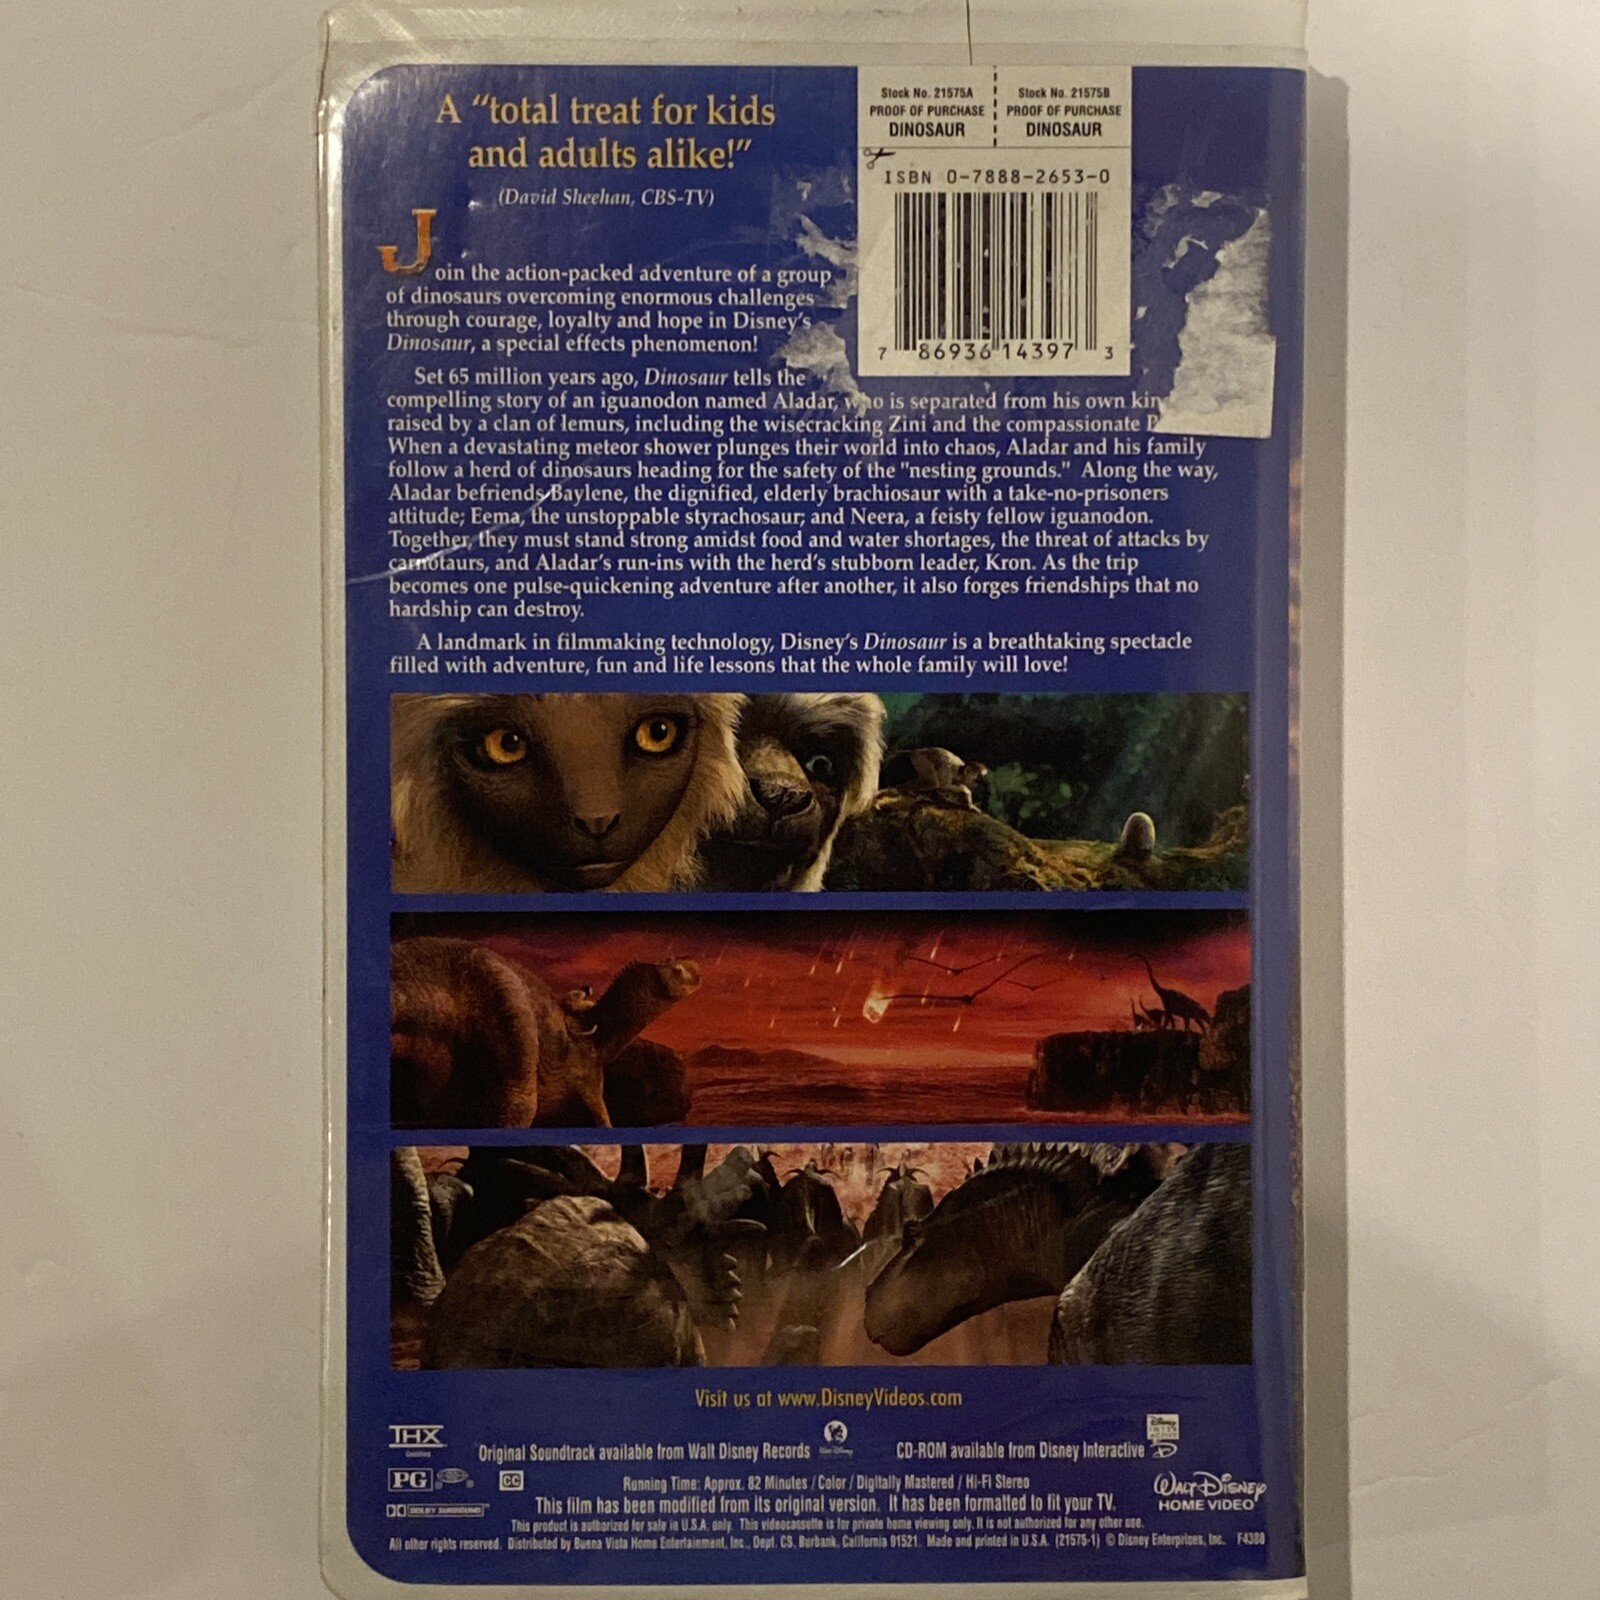 A “total treat for kids
and adults alike!”
(David Sheehan, CBS-TV)
Stock No. 21575A
PROOF OF PURCHASE
DINOSAUR
Stock No. 21575B
PROOF OF PURCHASE
DINOSAUR
ISBN 0-7888-2653-0
7 86936 14397 3
Join the action-packed adventure of a group
of dinosaurs overcoming enormous challenges
through courage, loyalty and hope in Disney's
Dinosaur, a special effects phenomenon!
Set 65 million years ago, Dinosaur tells the
compelling story of an iguanodon named Aladar, who is separated from his own
raised by a clan of lemurs, including the wisecracking Zini and the compassionate
When a devastating meteor shower plunges their world into chaos, Aladar and his family
follow a herd of dinosaurs heading for the safety of the "nesting grounds." Along the way,
Aladar befriends Baylene, the dignified, elderly brachiosaur with a take-no-prisoners
attitude; Eema, the unstoppable styrachosaur; and Neera, a feisty fellow iguanodon.
Together, they must stand strong amidst food and water shortages, the threat of attacks by
carnotaurs, and Aladar's run-ins with the herd's stubborn leader, Kron. As the trip
becomes one pulse-quickening adventure after another, it also forges friendships that no
hardship can destroy.
A landmark in filmmaking technology, Disney's Dinosaur is a breathtaking spectacle
filled with adventure, fun and life lessons that the whole family will love!
Visit us at www.DisneyVideos.com
THX
Original Soundtrack available from Walt Disney Records
CD-ROM available from Disney Interactive
PG
CC
Running Time: Approx. 82 Minutes / Color / Digitally Mastered / Hi-Fi Stereo
This film has been modified from its original version. It has been formatted to fit your TV.
DOLBY SURROUND
WALT DISNEY
HOME VIDEO
This product is authorized for sale in U.S.A. only. This videocassette is for private home viewing only. It is not authorized for any other use.
All other rights reserved. Distributed by Buena Vista Home Entertainment, Inc., Dept. CS, Burbank, California 91521. Made and printed in U.S.A. (21575-1) © Disney Enterprises, Inc. F4388